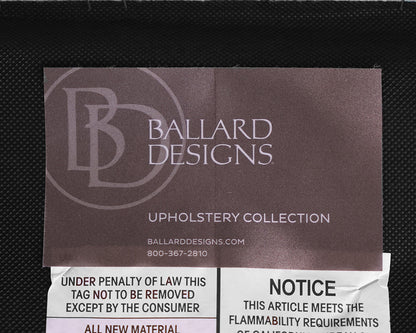 BD
BALLARD
DESIGNS
UPHOLSTERY COLLECTION
BALLARDDESIGNS.COM
800-367-2810
UNDER PENALTY OF LAW THIS
TAG NOT TO BE REMOVED
EXCEPT BY THE CONSUMER
ALL NEW MATERIAL
NOTICE
THIS ARTICLE MEETS THE
FLAMMABILITY REQUIREMENTS